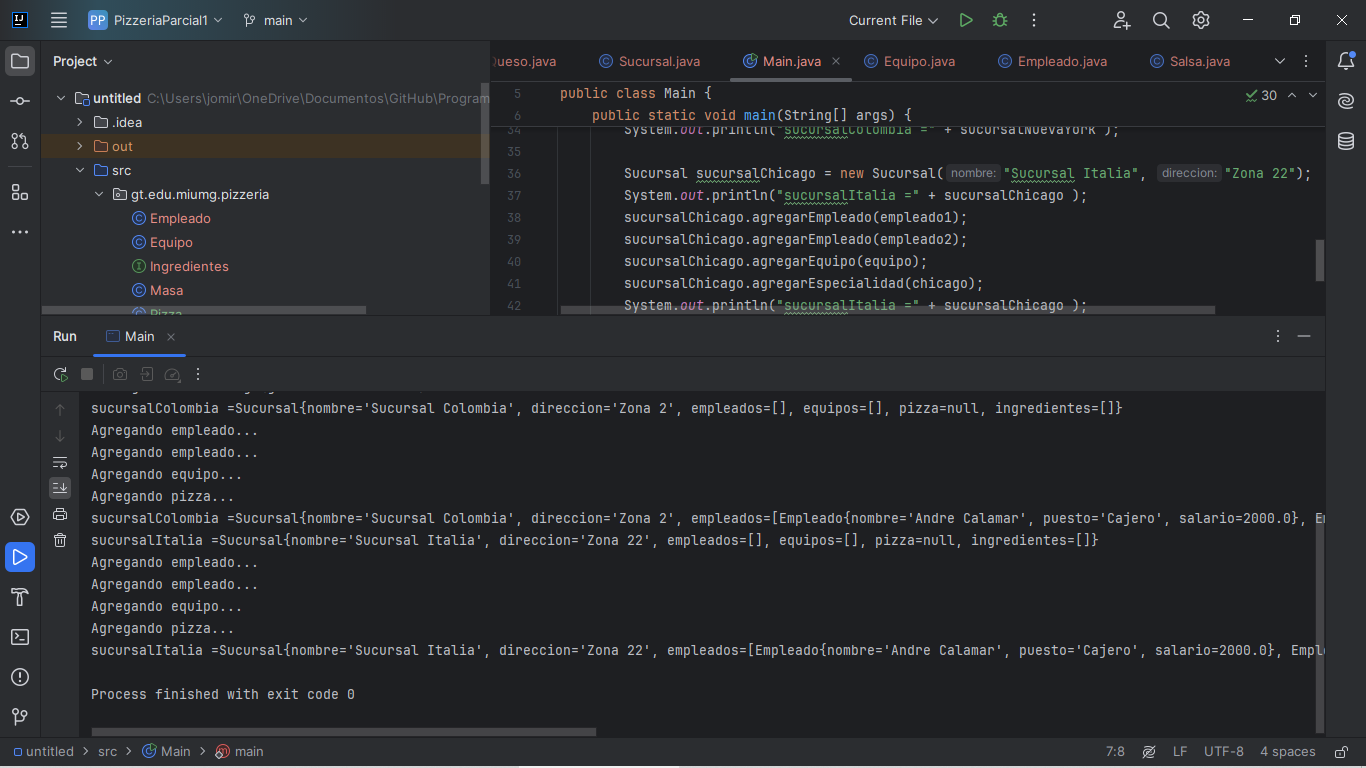 PP PizzeriaParcial1 main Current File
Project
untitled C:\Users\jomir\OneDrive\Documentos\GitHub\Program
.idea
out
src
gt.edu.miumg.pizzeria
Empleado
Equipo
Ingredientes
Masa
Pizza
ueso.java Sucursal.java Main.java Equipo.java Empleado.java Salsa.java
5 public class Main {
6 public static void main(String[] args) {
30
34 System.out.println("sucursalColombia =" + sucursalNuevaYork );
35
36 Sucursal sucursalChicago = new Sucursal( nombre: "Sucursal Italia", direccion: "Zona 22");
37 System.out.println("sucursalItalia =" + sucursalChicago );
38 sucursalChicago.agregarEmpleado(empleado1);
39 sucursalChicago.agregarEmpleado(empleado2);
40 sucursalChicago.agregarEquipo(equipo);
41 sucursalChicago.agregarEspecialidad(chicago);
42 System.out.println("sucursalItalia =" + sucursalChicago );
Run Main
sucursalColombia =Sucursal{nombre='Sucursal Colombia', direccion='Zona 2', empleados=[], equipos=[], pizza=null, ingredientes=[]}
Agregando empleado...
Agregando empleado...
Agregando equipo...
Agregando pizza...
sucursalColombia =Sucursal{nombre='Sucursal Colombia', direccion='Zona 2', empleados=[Empleado{nombre='Andre Calamar', puesto='Cajero', salario=2000.0}, E
sucursalItalia =Sucursal{nombre='Sucursal Italia', direccion='Zona 22', empleados=[], equipos=[], pizza=null, ingredientes=[]}
Agregando empleado...
Agregando empleado...
Agregando equipo...
Agregando pizza...
sucursalItalia =Sucursal{nombre='Sucursal Italia', direccion='Zona 22', empleados=[Empleado{nombre='Andre Calamar', puesto='Cajero', salario=2000.0}, Empl
Process finished with exit code 0
untitled > src > Main > main 7:8 LF UTF-8 4 spaces